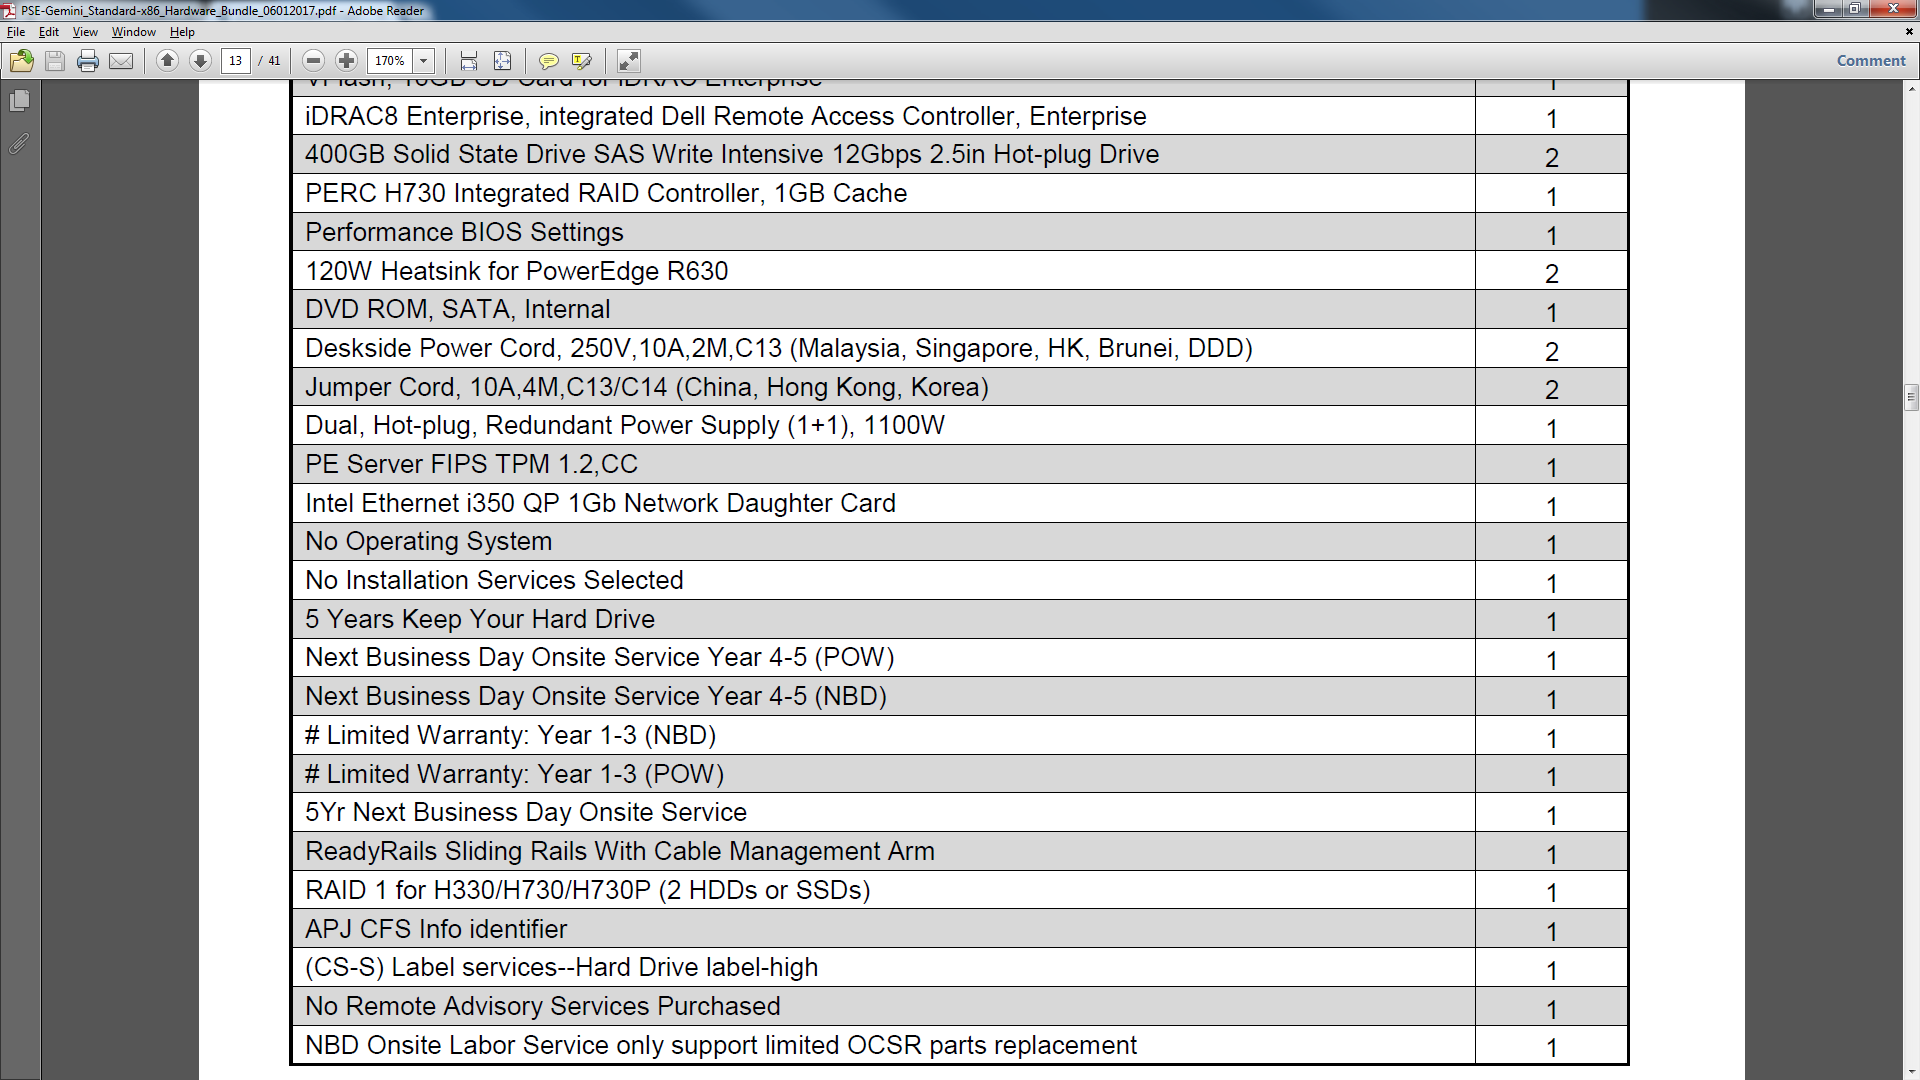 PSE-Gemini_Standard-x86_Hardware_Bundle_06012017.pdf - Adobe Reader
File Edit View Window Help
13 / 41 170% Comment
VFlash, 16GB SD Card for iDRAC Enterprise 1
iDRAC8 Enterprise, integrated Dell Remote Access Controller, Enterprise 1
400GB Solid State Drive SAS Write Intensive 12Gbps 2.5in Hot-plug Drive 2
PERC H730 Integrated RAID Controller, 1GB Cache 1
Performance BIOS Settings 1
120W Heatsink for PowerEdge R630 2
DVD ROM, SATA, Internal 1
Deskside Power Cord, 250V,10A,2M,C13 (Malaysia, Singapore, HK, Brunei, DDD) 2
Jumper Cord, 10A,4M,C13/C14 (China, Hong Kong, Korea) 2
Dual, Hot-plug, Redundant Power Supply (1+1), 1100W 1
PE Server FIPS TPM 1.2,CC 1
Intel Ethernet i350 QP 1Gb Network Daughter Card 1
No Operating System 1
No Installation Services Selected 1
5 Years Keep Your Hard Drive 1
Next Business Day Onsite Service Year 4-5 (POW) 1
Next Business Day Onsite Service Year 4-5 (NBD) 1
# Limited Warranty: Year 1-3 (NBD) 1
# Limited Warranty: Year 1-3 (POW) 1
5Yr Next Business Day Onsite Service 1
ReadyRails Sliding Rails With Cable Management Arm 1
RAID 1 for H330/H730/H730P (2 HDDs or SSDs) 1
APJ CFS Info identifier 1
(CS-S) Label services--Hard Drive label-high 1
No Remote Advisory Services Purchased 1
NBD Onsite Labor Service only support limited OCSR parts replacement 1